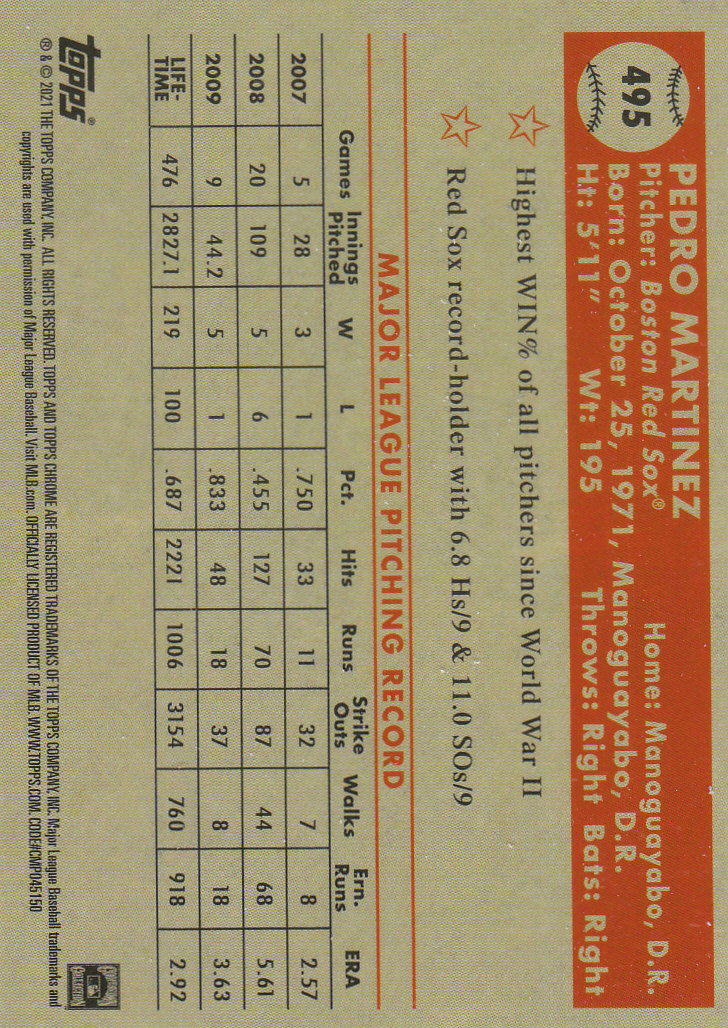 495
PEDRO MARTINEZ
Pitcher: Boston Red Sox® Home: Manoguayabo, D.R.
Born: October 25, 1971, Manoguayabo, D.R.
Ht: 5'11" Wt: 195 Throws: Right Bats: Right
Highest WIN% of all pitchers since World War II
Red Sox record-holder with 6.8 Hs/9 & 11.0 SOs/9
MAJOR LEAGUE PITCHING RECORD
Games Innings Pitched W L Pct. Hits Runs Strike Outs Walks Ern. Runs ERA
2007 5 28 3 1 .750 33 11 32 7 8 2.57
2008 20 109 5 6 .455 127 70 87 44 68 5.61
2009 9 44.2 5 1 .833 48 18 37 8 18 3.63
LIFE-TIME 476 2827.1 219 100 .687 2221 1006 3154 760 918 2.92
topps®
® & © 2021 THE TOPPS COMPANY, INC. ALL RIGHTS RESERVED. TOPPS AND TOPPS CHROME ARE REGISTERED TRADEMARKS OF THE TOPPS COMPANY, INC. Major League Baseball trademarks and
copyrights are used with permission of Major League Baseball. Visit MLB.com. OFFICIALLY LICENSED PRODUCT OF MLB. WWW.TOPPS.COM. CODE#CMP045150